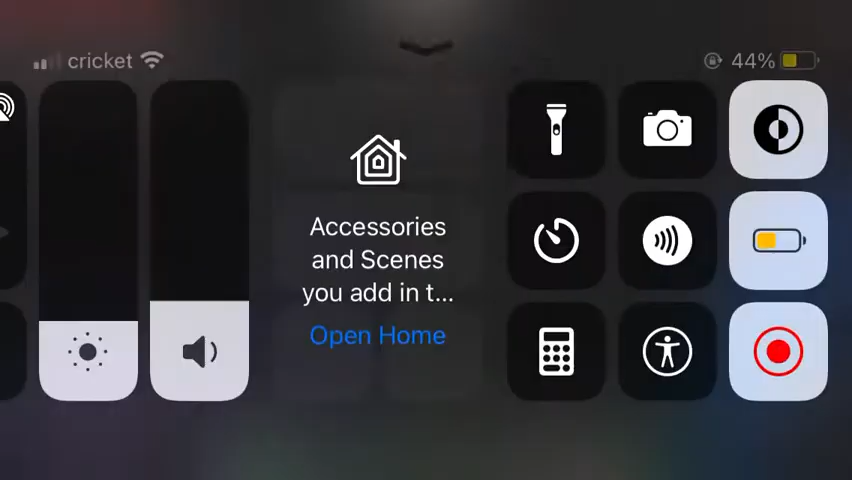 cricket
44%
Accessories
and Scenes
you add in t...
Open Home